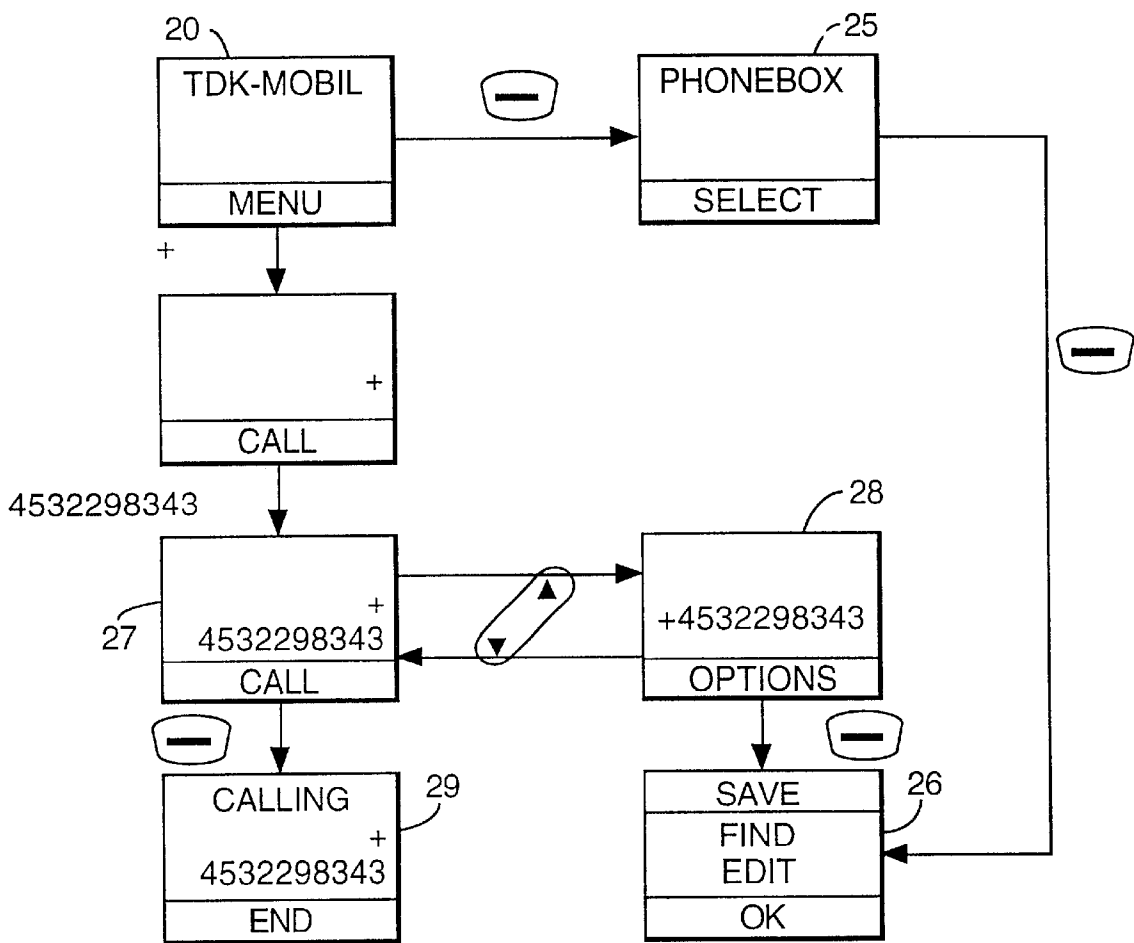 20
25
TDK-MOBIL
MENU
PHONEBOX
SELECT
+
+
CALL
4532298343
27
+
4532298343
CALL
28
+4532298343
OPTIONS
CALLING
+
4532298343
END
29
SAVE
FIND
EDIT
OK
26